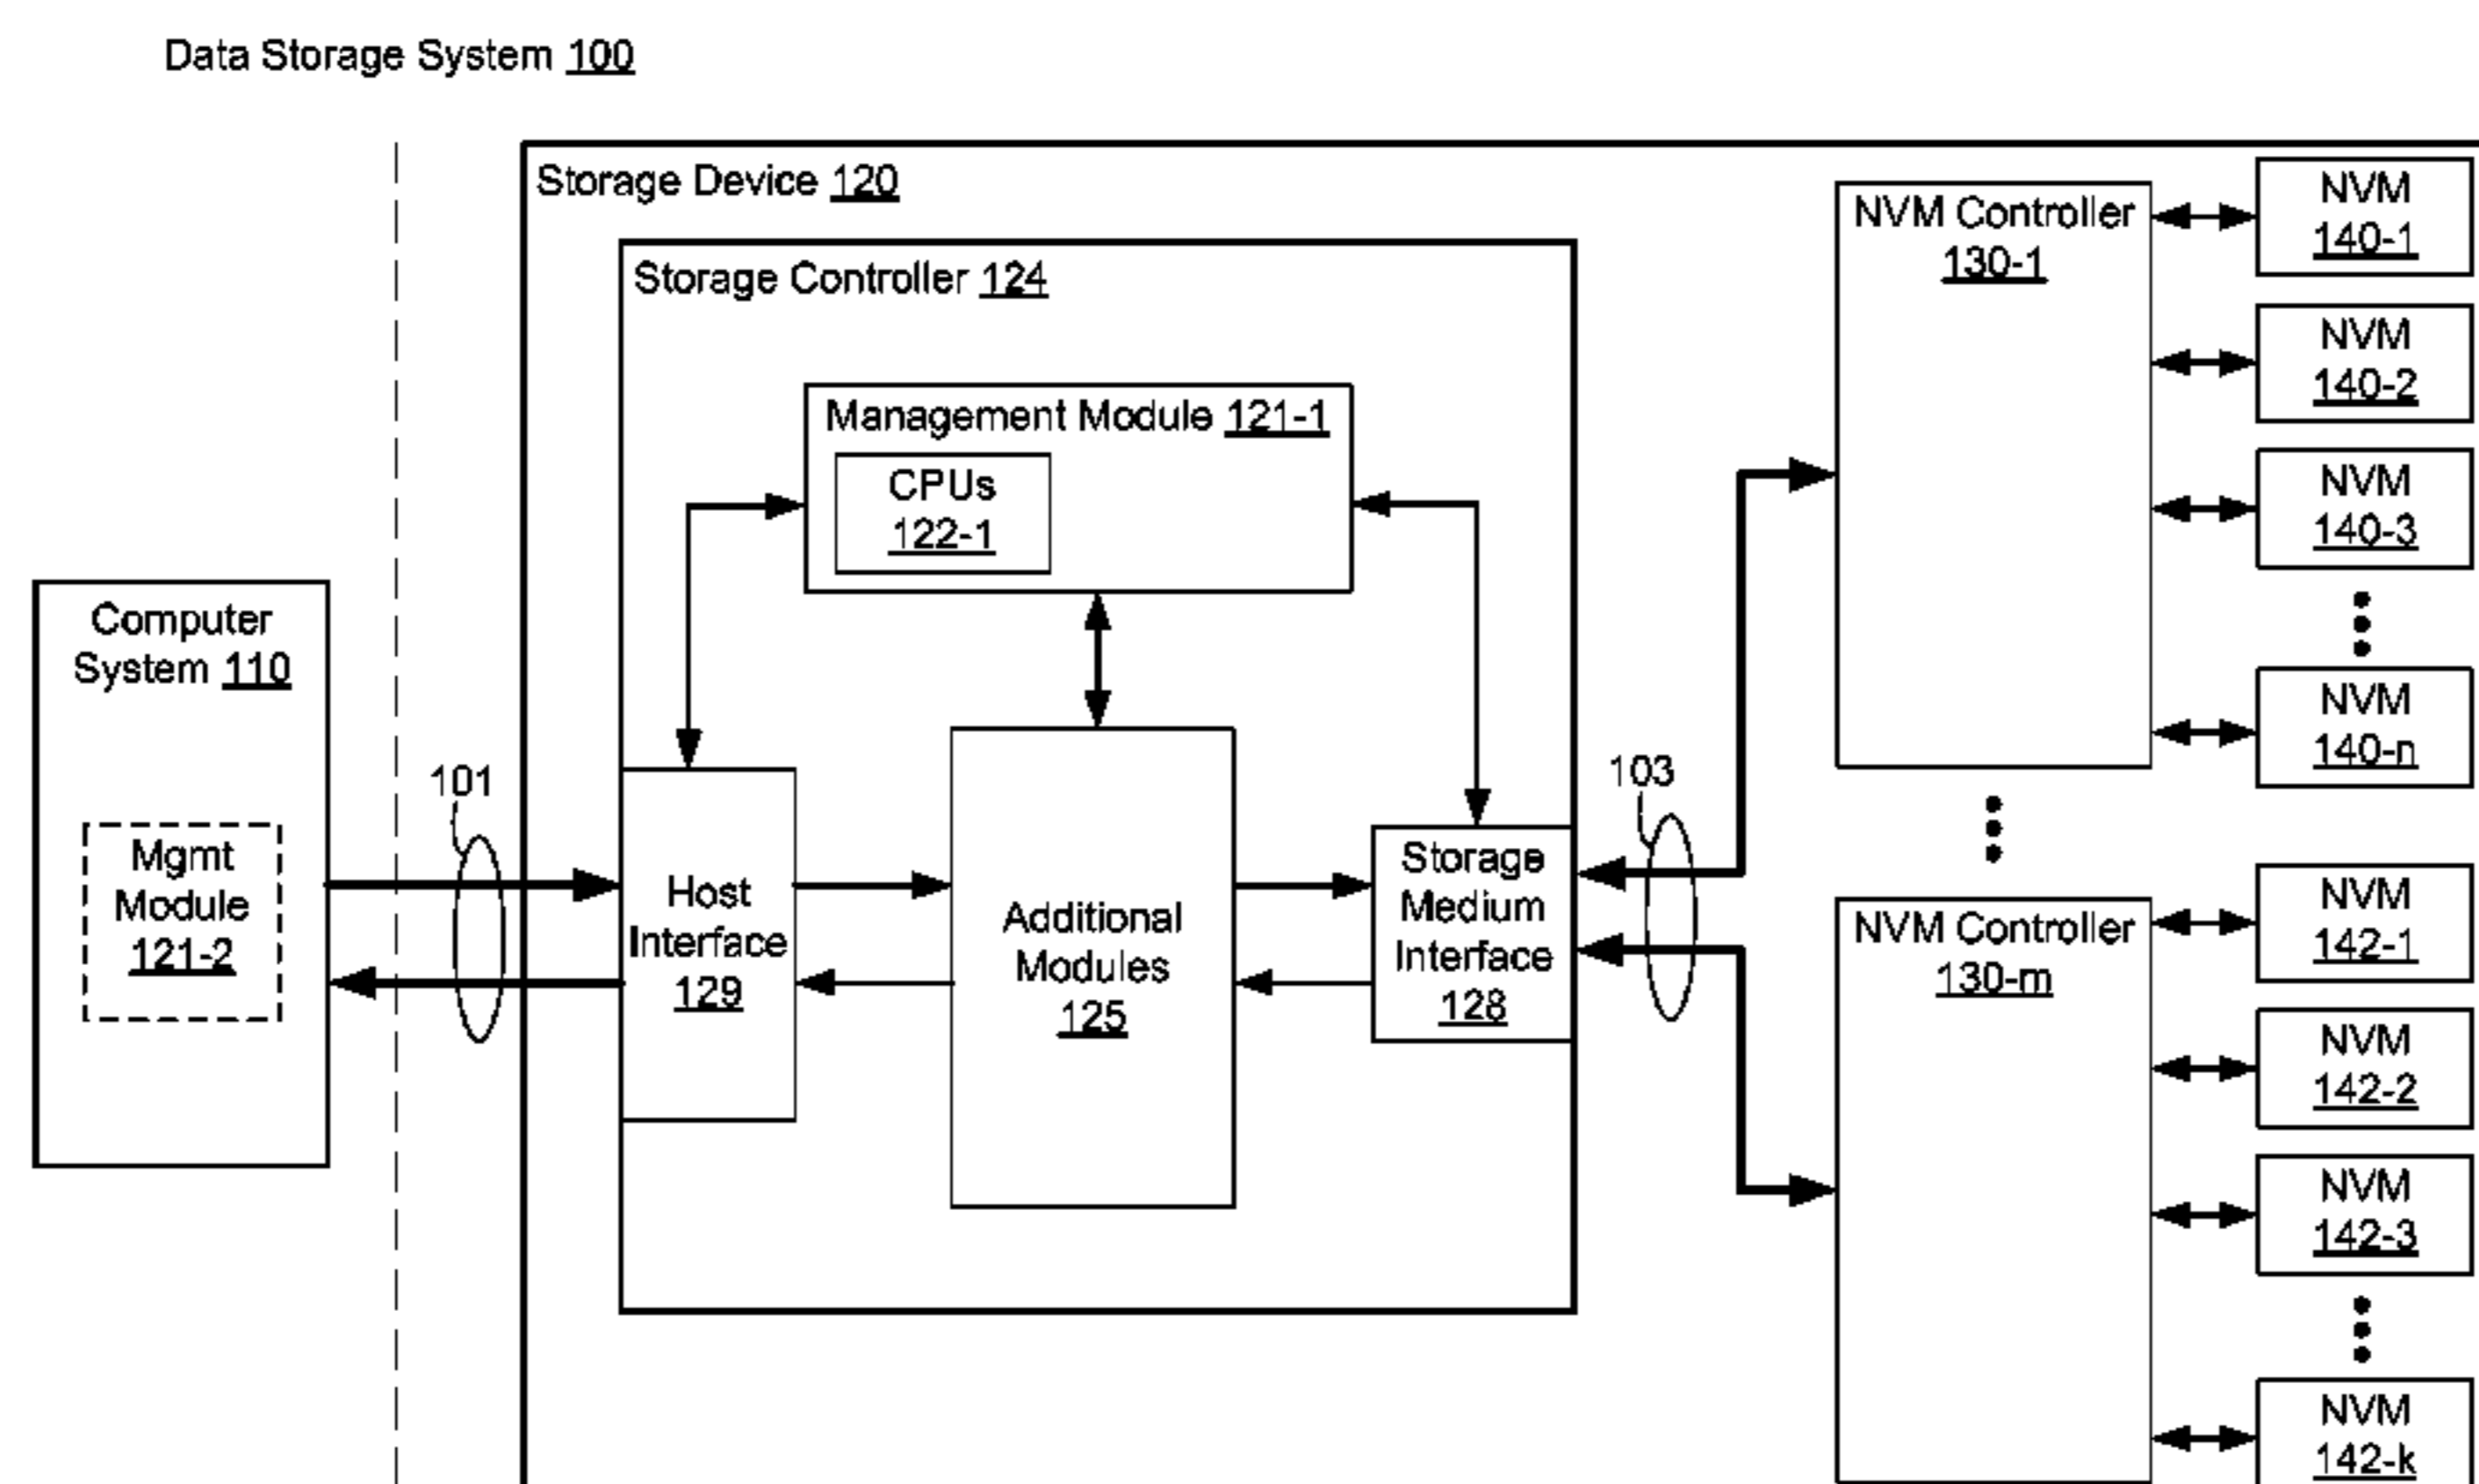 Data Storage System 100
Storage Device 120
Storage Controller 124
Management Module 121-1
CPUs
122-1
Computer
System 110
Mgmt
Module
121-2
101
Host
Interface
129
Additional
Modules
125
Storage
Medium
Interface
128
103
NVM Controller
130-1
NVM
140-1
NVM
140-2
NVM
140-3
NVM
140-n
NVM Controller
130-m
NVM
142-1
NVM
142-2
NVM
142-3
NVM
142-k